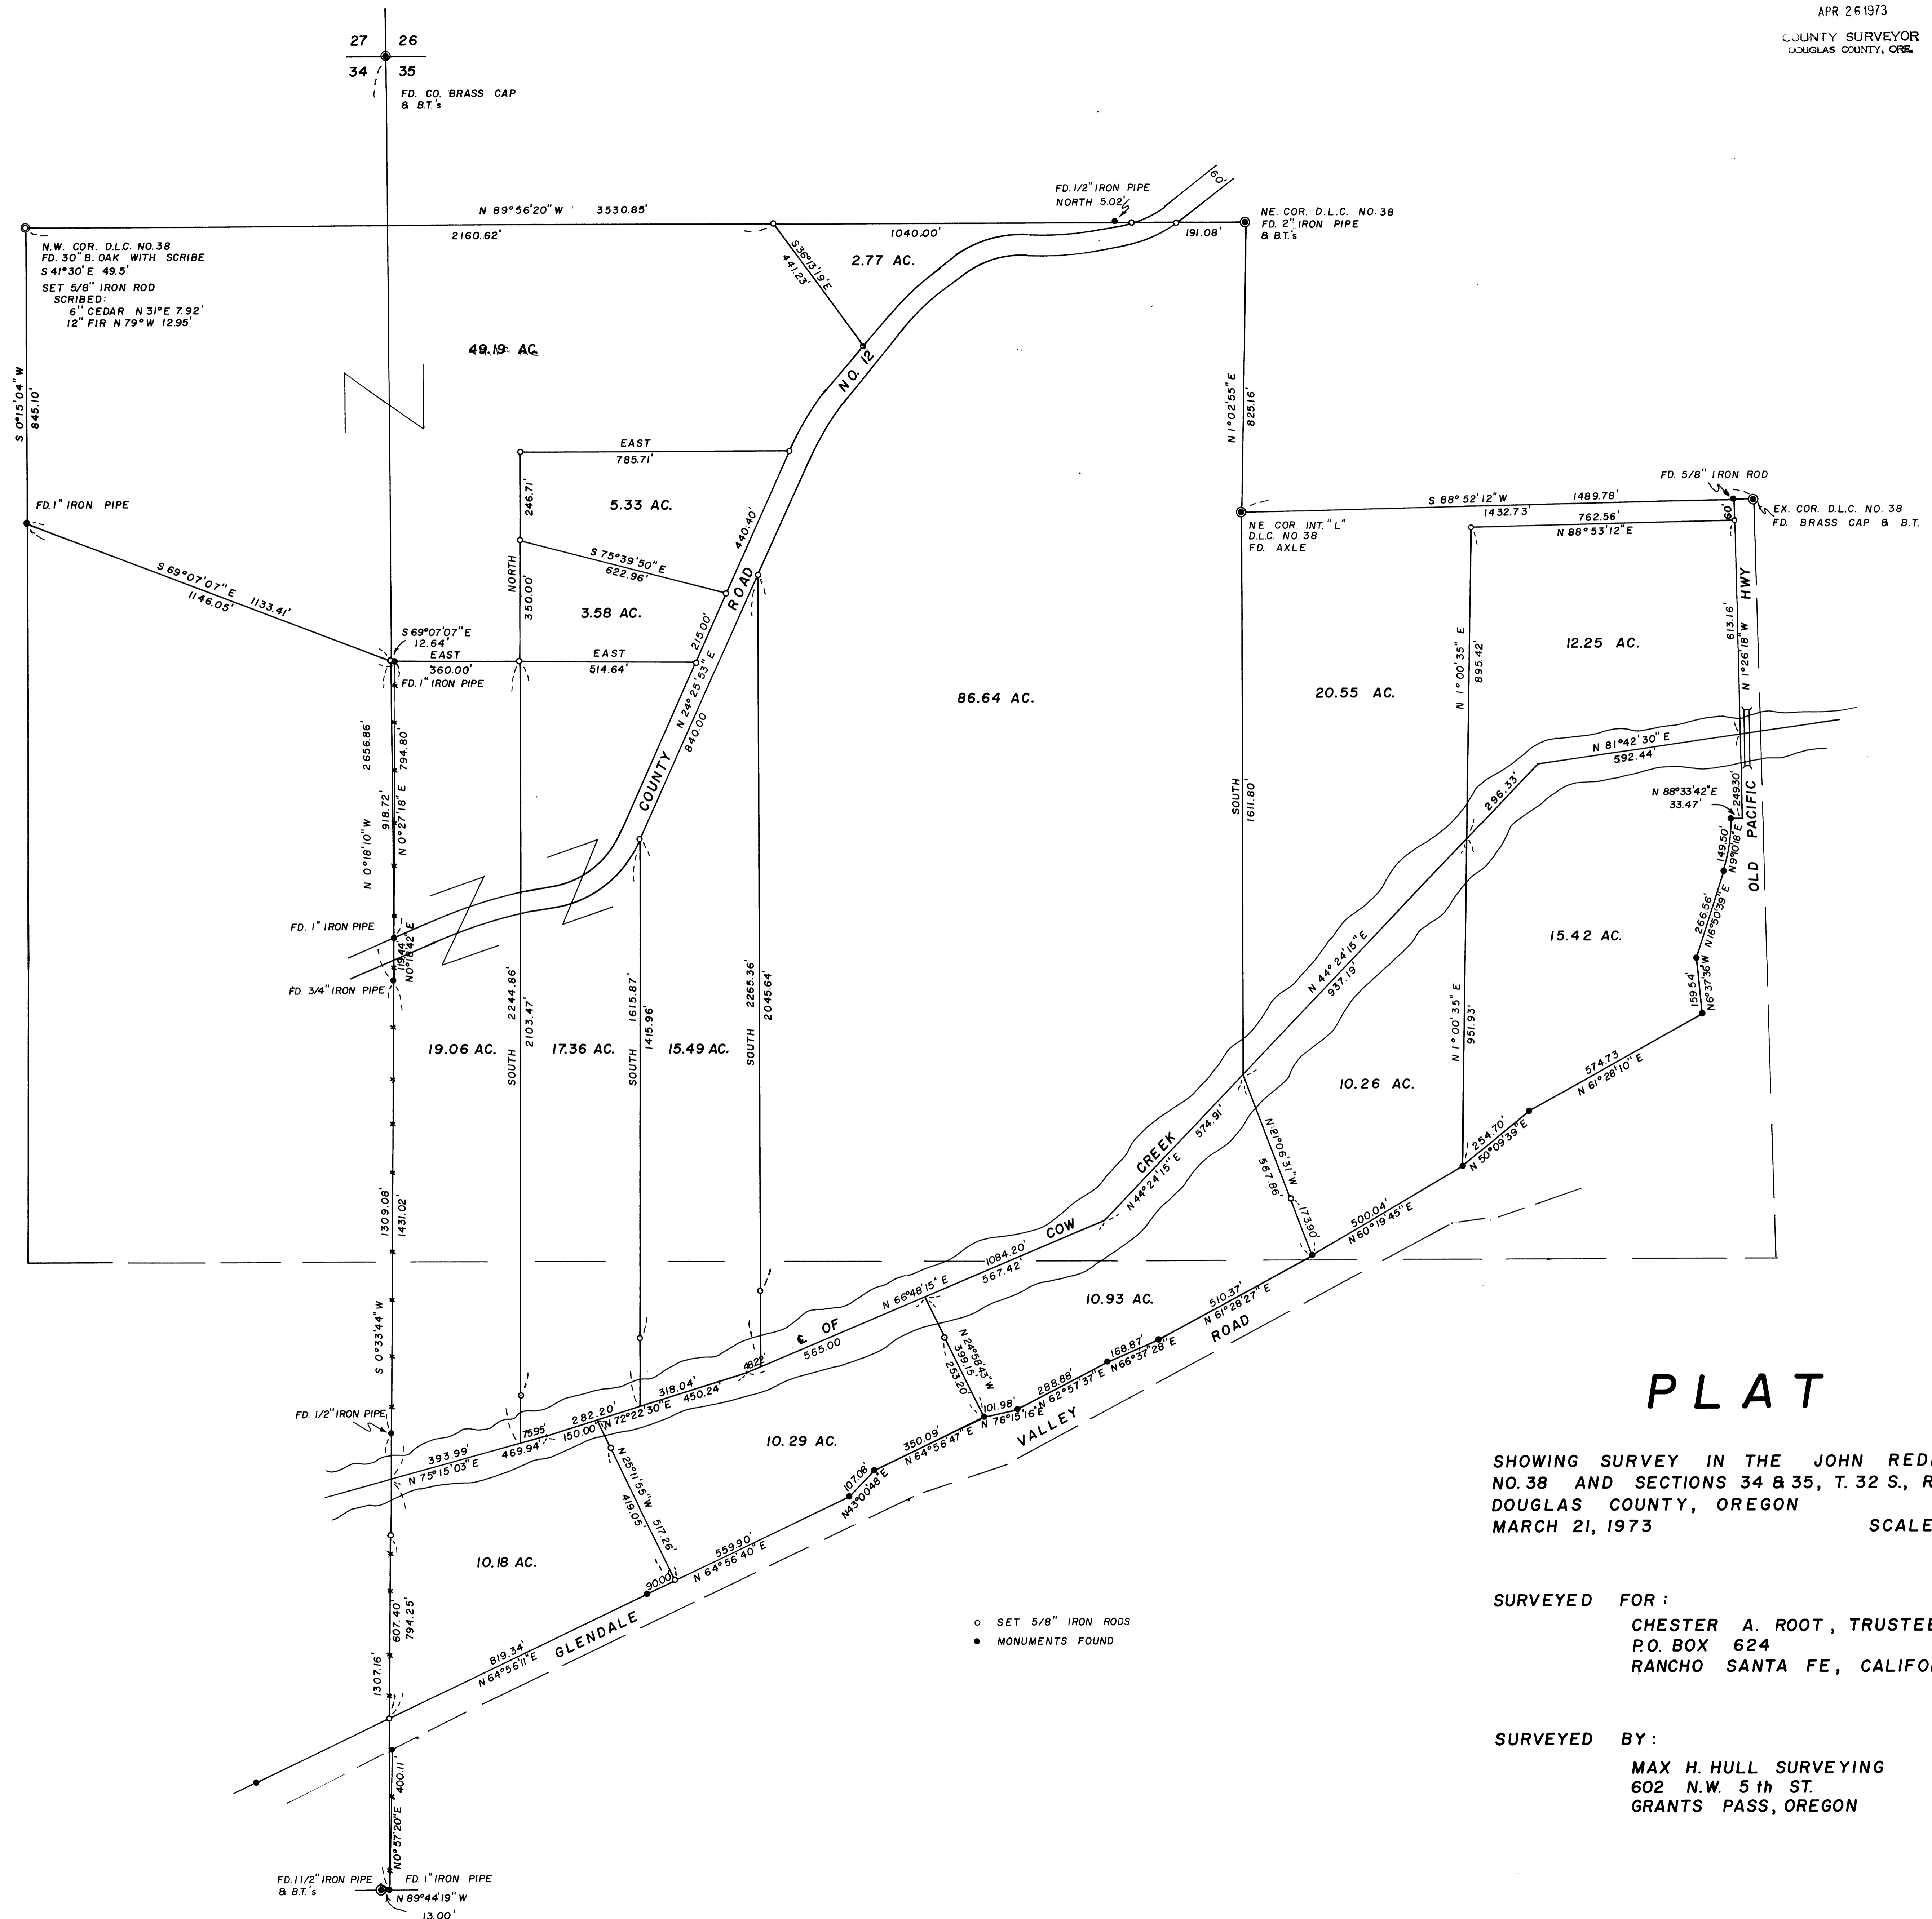 APR 26 1973
COUNTY SURVEYOR
DOUGLAS COUNTY, ORE.
27 26
34 35
FD. CO. BRASS CAP
& B.T.'s
N 89°56'20" W 3530.85'
2160.62'
1040.00'
191.08'
FD. 1/2" IRON PIPE
NORTH 5.02'
60'
NE. COR. D.L.C. NO. 38
FD. 2" IRON PIPE
& B.T.'s
N.W. COR. D.L.C. NO. 38
FD. 30" B. OAK WITH SCRIBE
S 41°30' E 49.5'
SET 5/8" IRON ROD
SCRIBED:
6" CEDAR N 31°E 7.92'
12" FIR N 79° W 12.95'
S 36°13'19"E
441.23'
2.77 AC.
49.19 AC.
S 0°15'04" W
845.10'
NO. 12
N 1°02'55" E
825.16'
EAST
785.71'
246.71'
5.33 AC.
440.40'
S 75°39'50" E
622.96'
NORTH
350.00'
3.58 AC.
215.00'
ROAD
FD. 1" IRON PIPE
S 69°07'07" E 1133.41'
1146.05'
S 69°07'07" E
12.64'
EAST
360.00'
EAST
514.64'
FD. 1" IRON PIPE
N 24°25'53" E
840.00
COUNTY
86.64 AC.
NE COR. INT. "L"
D.L.C. NO. 38
FD. AXLE
S 88°52'12" W 1489.78'
1432.73'
762.56'
N 88°53'12" E
FD. 5/8" IRON ROD
60'
EX. COR. D.L.C. NO. 38
FD. BRASS CAP & B.T.
N 1°00'35" E
895.42'
12.25 AC.
613.16'
N 1°26'18" W HWY
20.55 AC.
N 81°42'30" E
592.44'
296.33'
SOUTH
1611.80'
N 88°33'42"E
33.47'
249.30'
149.50'
N9°10'18"E
OLD PACIFIC
266.56'
N16°50'39"E
15.42 AC.
159.54'
N6°37'36"W
2656.86'
N 0°18'10" W
918.72'
794.80'
N 0°27'18" E
FD. 1" IRON PIPE
119.44'
N0°18'42"E
FD. 3/4" IRON PIPE
SOUTH 2244.86'
2103.47'
SOUTH 1615.87'
1415.96'
SOUTH 2265.36'
2045.64'
19.06 AC.
17.36 AC.
15.49 AC.
N 44°24'15" E
937.19'
N 1°00'35" E
951.93'
10.26 AC.
574.73
N 61°28'10" E
254.70'
N 50°09'39"E
N 21°06'31" W
567.86'
173.90'
500.04'
N 60°19'45" E
CREEK
574.91'
N 44°24'15" E
COW
1084.20'
567.42'
N 66°48'15" E
OF
565.00
48.22'
10.93 AC.
510.37'
N 61°28'27" E
ROAD
168.87'
N66°37'28"E
288.88'
N 62°57'37" E
101.98'
N 76°15'16"E
VALLEY
N 24°58'43" W
399.15'
253.20'
1309.08'
1431.02'
S 0°33'44" W
FD. 1/2" IRON PIPE
393.99'
N 75°15'03" E
75.95'
469.94'
282.20'
150.00'
318.04'
N 72°22'30" E 450.24'
10.29 AC.
350.09'
N 64°56'47" E
107.08'
N43°00'48"E
N 25°11'55" W 517.26'
419.05'
559.90'
N 64°56'40" E
90.00'
10.18 AC.
607.40'
794.25'
1307.16'
819.34'
N 64°56'11"E
GLENDALE
N0°57'20"E 400.11'
FD. 1 1/2" IRON PIPE
& B.T.'s
FD. 1" IRON PIPE
N 89°44'19" W
13.00'
SET 5/8" IRON RODS
MONUMENTS FOUND
PLAT
SHOWING SURVEY IN THE JOHN
NO. 38 AND SECTIONS 34 & 35, T. 32 S.,
DOUGLAS COUNTY, OREGON
MARCH 21, 1973 SCALE
SURVEYED FOR:
CHESTER A. ROOT, TRUSTEE
P.O. BOX 624
RANCHO SANTA FE,
SURVEYED BY:
MAX H. HULL SURVEYING
602 N.W. 5th ST.
GRANTS PASS, OREGON